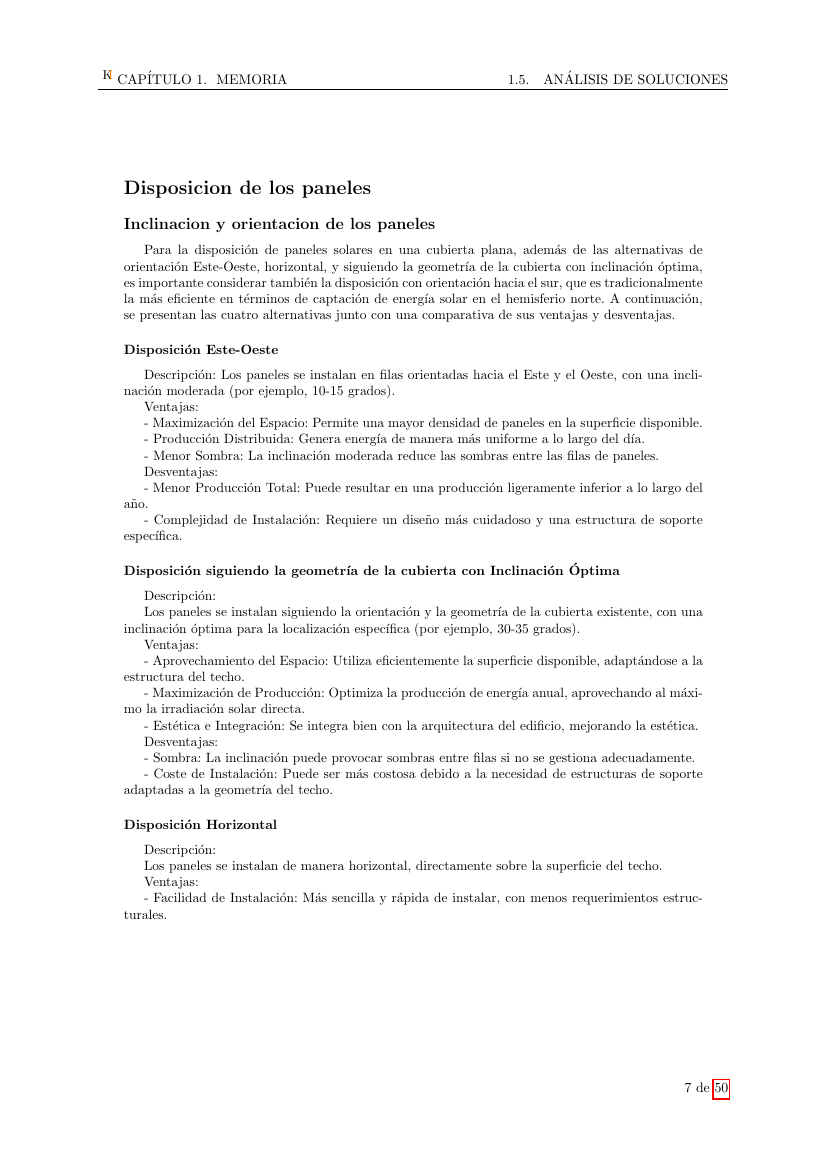 K CAPÍTULO 1. MEMORIA 1.5. ANÁLISIS DE SOLUCIONES
Disposicion de los paneles
Inclinacion y orientacion de los paneles
Para la disposición de paneles solares en una cubierta plana, además de las alternativas de
orientación Este-Oeste, horizontal, y siguiendo la geometría de la cubierta con inclinación óptima,
es importante considerar también la disposición con orientación hacia el sur, que es tradicionalmente
la más eficiente en términos de captación de energía solar en el hemisferio norte. A continuación,
se presentan las cuatro alternativas junto con una comparativa de sus ventajas y desventajas.
Disposición Este-Oeste
Descripción: Los paneles se instalan en filas orientadas hacia el Este y el Oeste, con una incli-
nación moderada (por ejemplo, 10-15 grados).
Ventajas:
- Maximización del Espacio: Permite una mayor densidad de paneles en la superficie disponible.
- Producción Distribuida: Genera energía de manera más uniforme a lo largo del día.
- Menor Sombra: La inclinación moderada reduce las sombras entre las filas de paneles.
Desventajas:
- Menor Producción Total: Puede resultar en una producción ligeramente inferior a lo largo del
año.
- Complejidad de Instalación: Requiere un diseño más cuidadoso y una estructura de soporte
específica.
Disposición siguiendo la geometría de la cubierta con Inclinación Óptima
Descripción:
Los paneles se instalan siguiendo la orientación y la geometría de la cubierta existente, con una
inclinación óptima para la localización específica (por ejemplo, 30-35 grados).
Ventajas:
- Aprovechamiento del Espacio: Utiliza eficientemente la superficie disponible, adaptándose a la
estructura del techo.
- Maximización de Producción: Optimiza la producción de energía anual, aprovechando al máxi-
mo la irradiación solar directa.
- Estética e Integración: Se integra bien con la arquitectura del edificio, mejorando la estética.
Desventajas:
- Sombra: La inclinación puede provocar sombras entre filas si no se gestiona adecuadamente.
- Coste de Instalación: Puede ser más costosa debido a la necesidad de estructuras de soporte
adaptadas a la geometría del techo.
Disposición Horizontal
Descripción:
Los paneles se instalan de manera horizontal, directamente sobre la superficie del techo.
Ventajas:
- Facilidad de Instalación: Más sencilla y rápida de instalar, con menos requerimientos estruc-
turales.
7 de 50